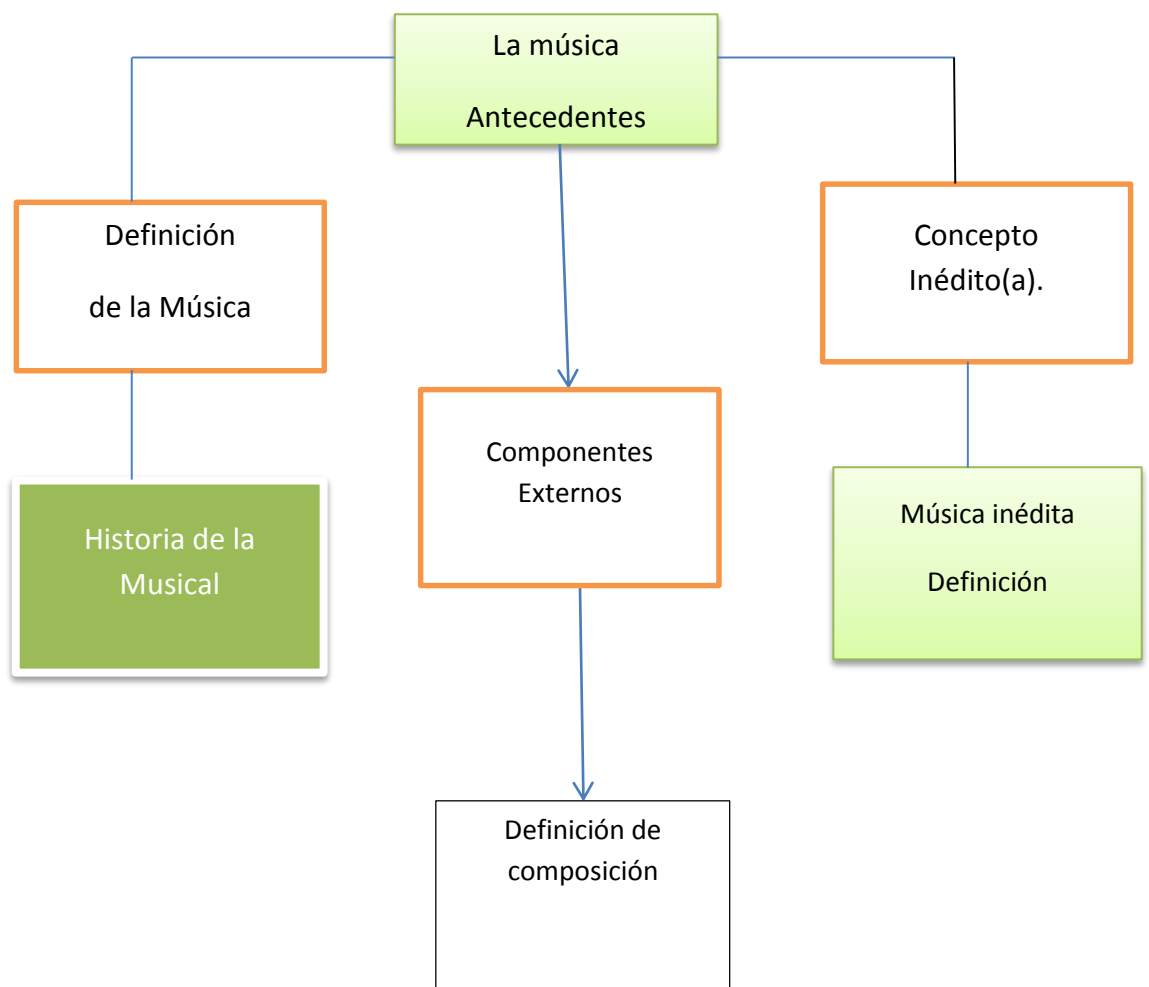 La música
Antecedentes
Definición
de la Música
Concepto
Inédito(a).
Componentes
Externos
Historia de la
Musical
Música inédita
Definición
Definición de
composición